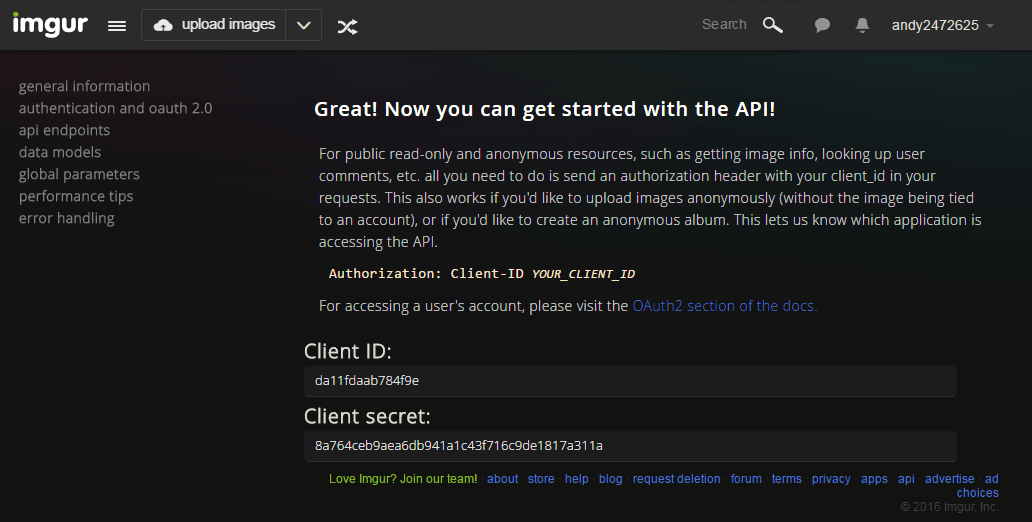 imgur
upload images
Search
andy2472625
general information
authentication and oauth 2.0
api endpoints
data models
global parameters
performance tips
error handling
Great! Now you can get started with the API!
For public read-only and anonymous resources, such as getting image info, looking up user
comments, etc. all you need to do is send an authorization header with your client_id in your
requests. This also works if you'd like to upload images anonymously (without the image being tied
to an account), or if you'd like to create an anonymous album. This lets us know which application is
accessing the API.
Authorization: Client-ID YOUR_CLIENT_ID
For accessing a user's account, please visit the OAuth2 section of the docs.
Client ID:
da11fdaab784f9e
Client secret:
8a764ceb9aea6db941a1c43f716c9de1817a311a
Love Imgur? Join our team! · about · store · help · blog · request deletion · forum · terms · privacy · apps · api · advertise · ad
choices
© 2016 Imgur, Inc.